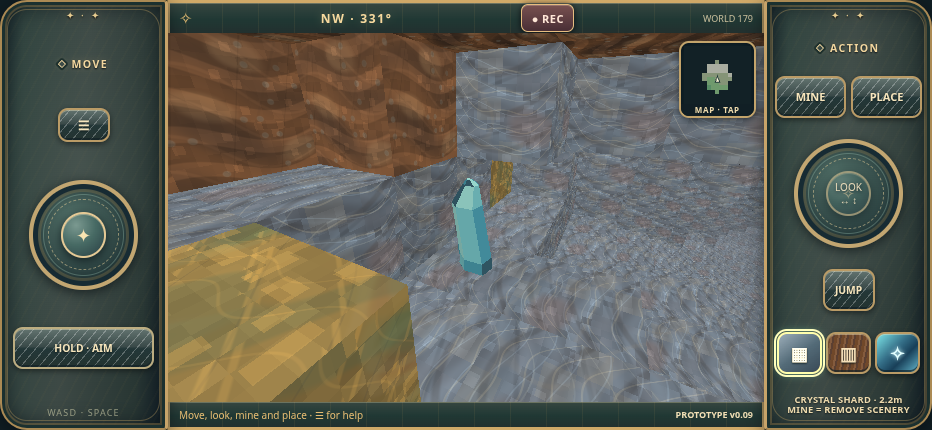 MOVE
☰
HOLD · AIM
WASD · SPACE
NW · 331°
● REC
WORLD 179
MAP · TAP
Move, look, mine and place · ☰ for help
PROTOTYPE v0.09
ACTION
MINE
PLACE
LOOK
JUMP
CRYSTAL SHARD · 2.2m
MINE = REMOVE SCENERY